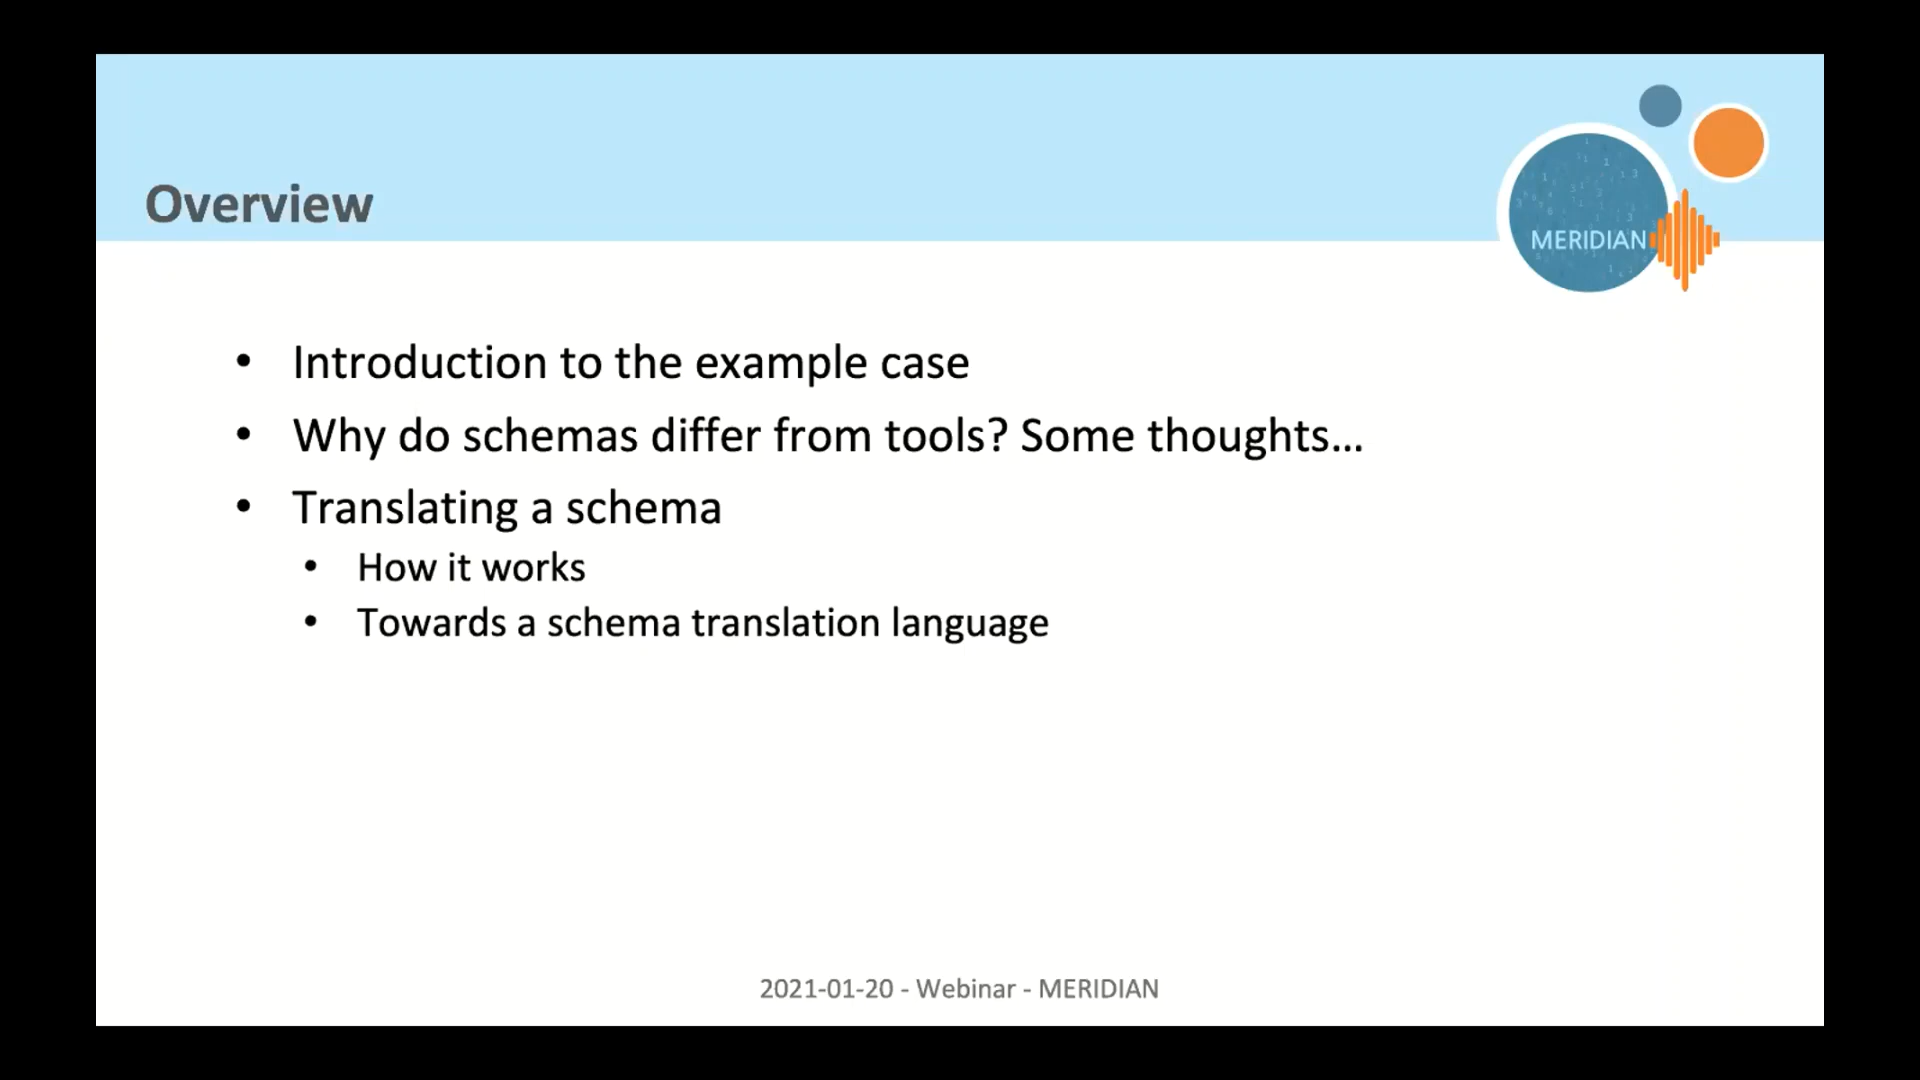 Overview
MERIDIAN
• Introduction to the example case
• Why do schemas differ from tools? Some thoughts...
• Translating a schema
• How it works
• Towards a schema translation language
2021-01-20 - Webinar - MERIDIAN